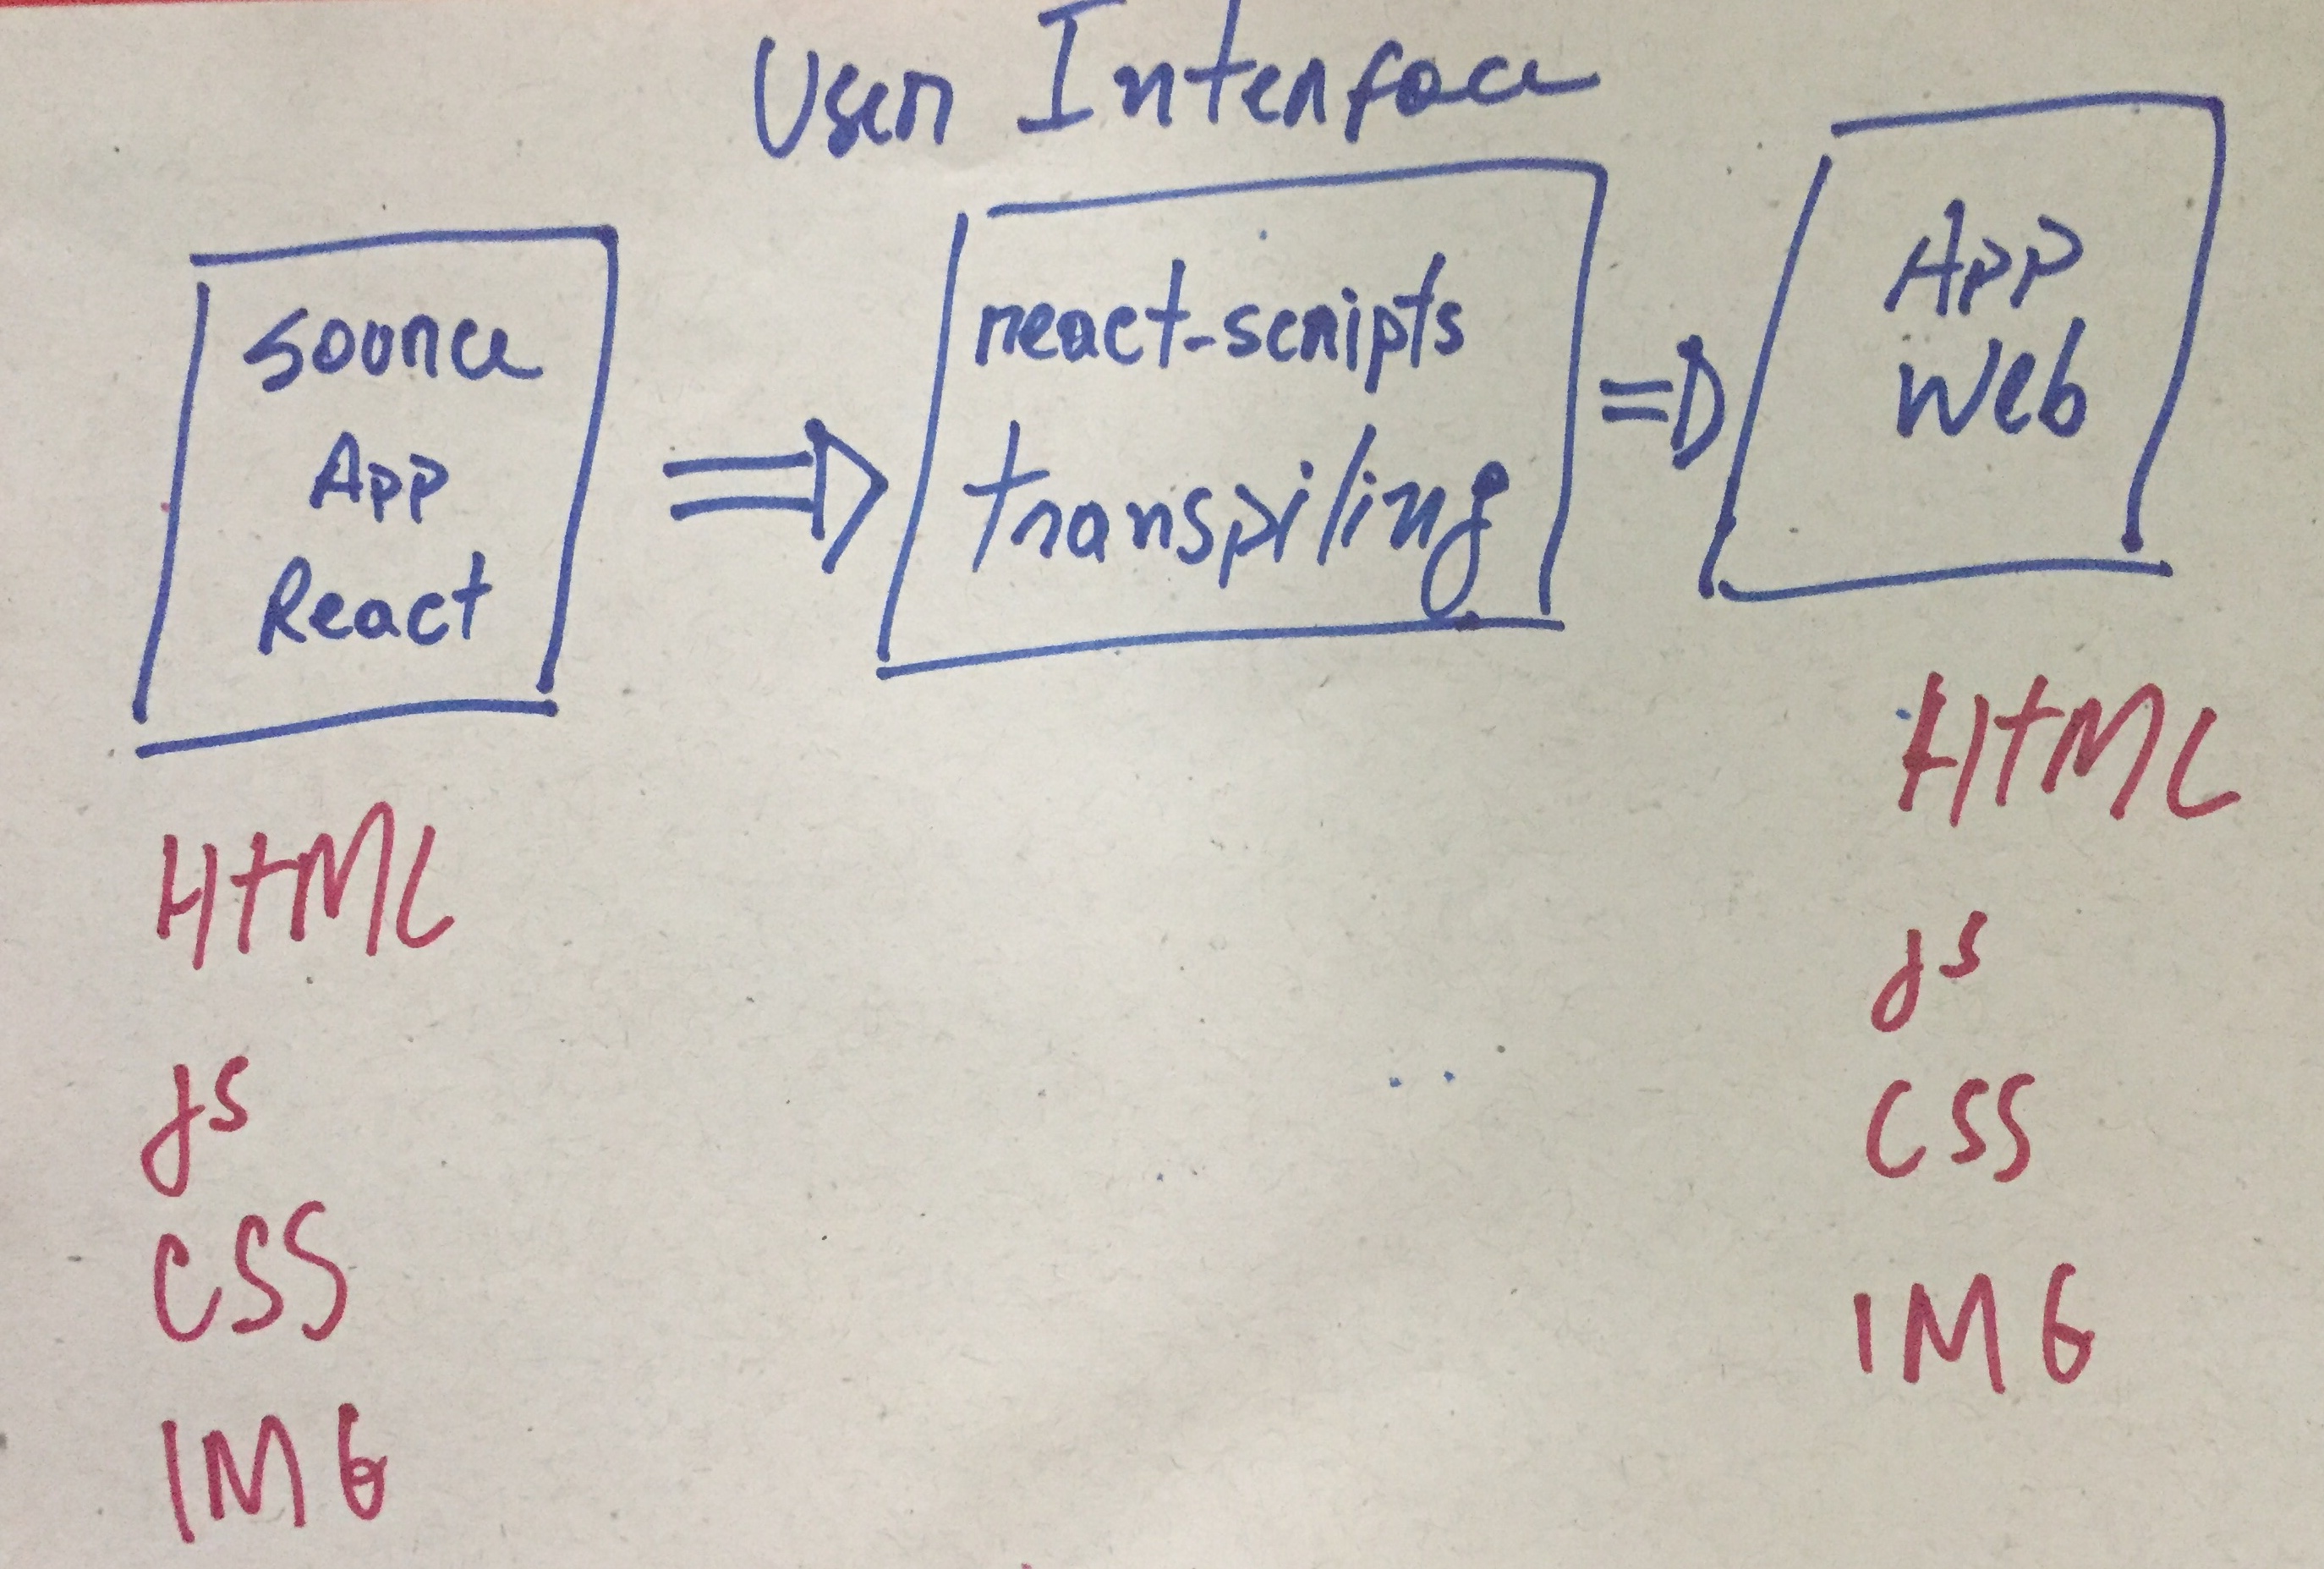 User Interface
source
App
React
react-scripts
transpiling
App
Web
HTML
js
CSS
IMG
HTML
js
CSS
IMG